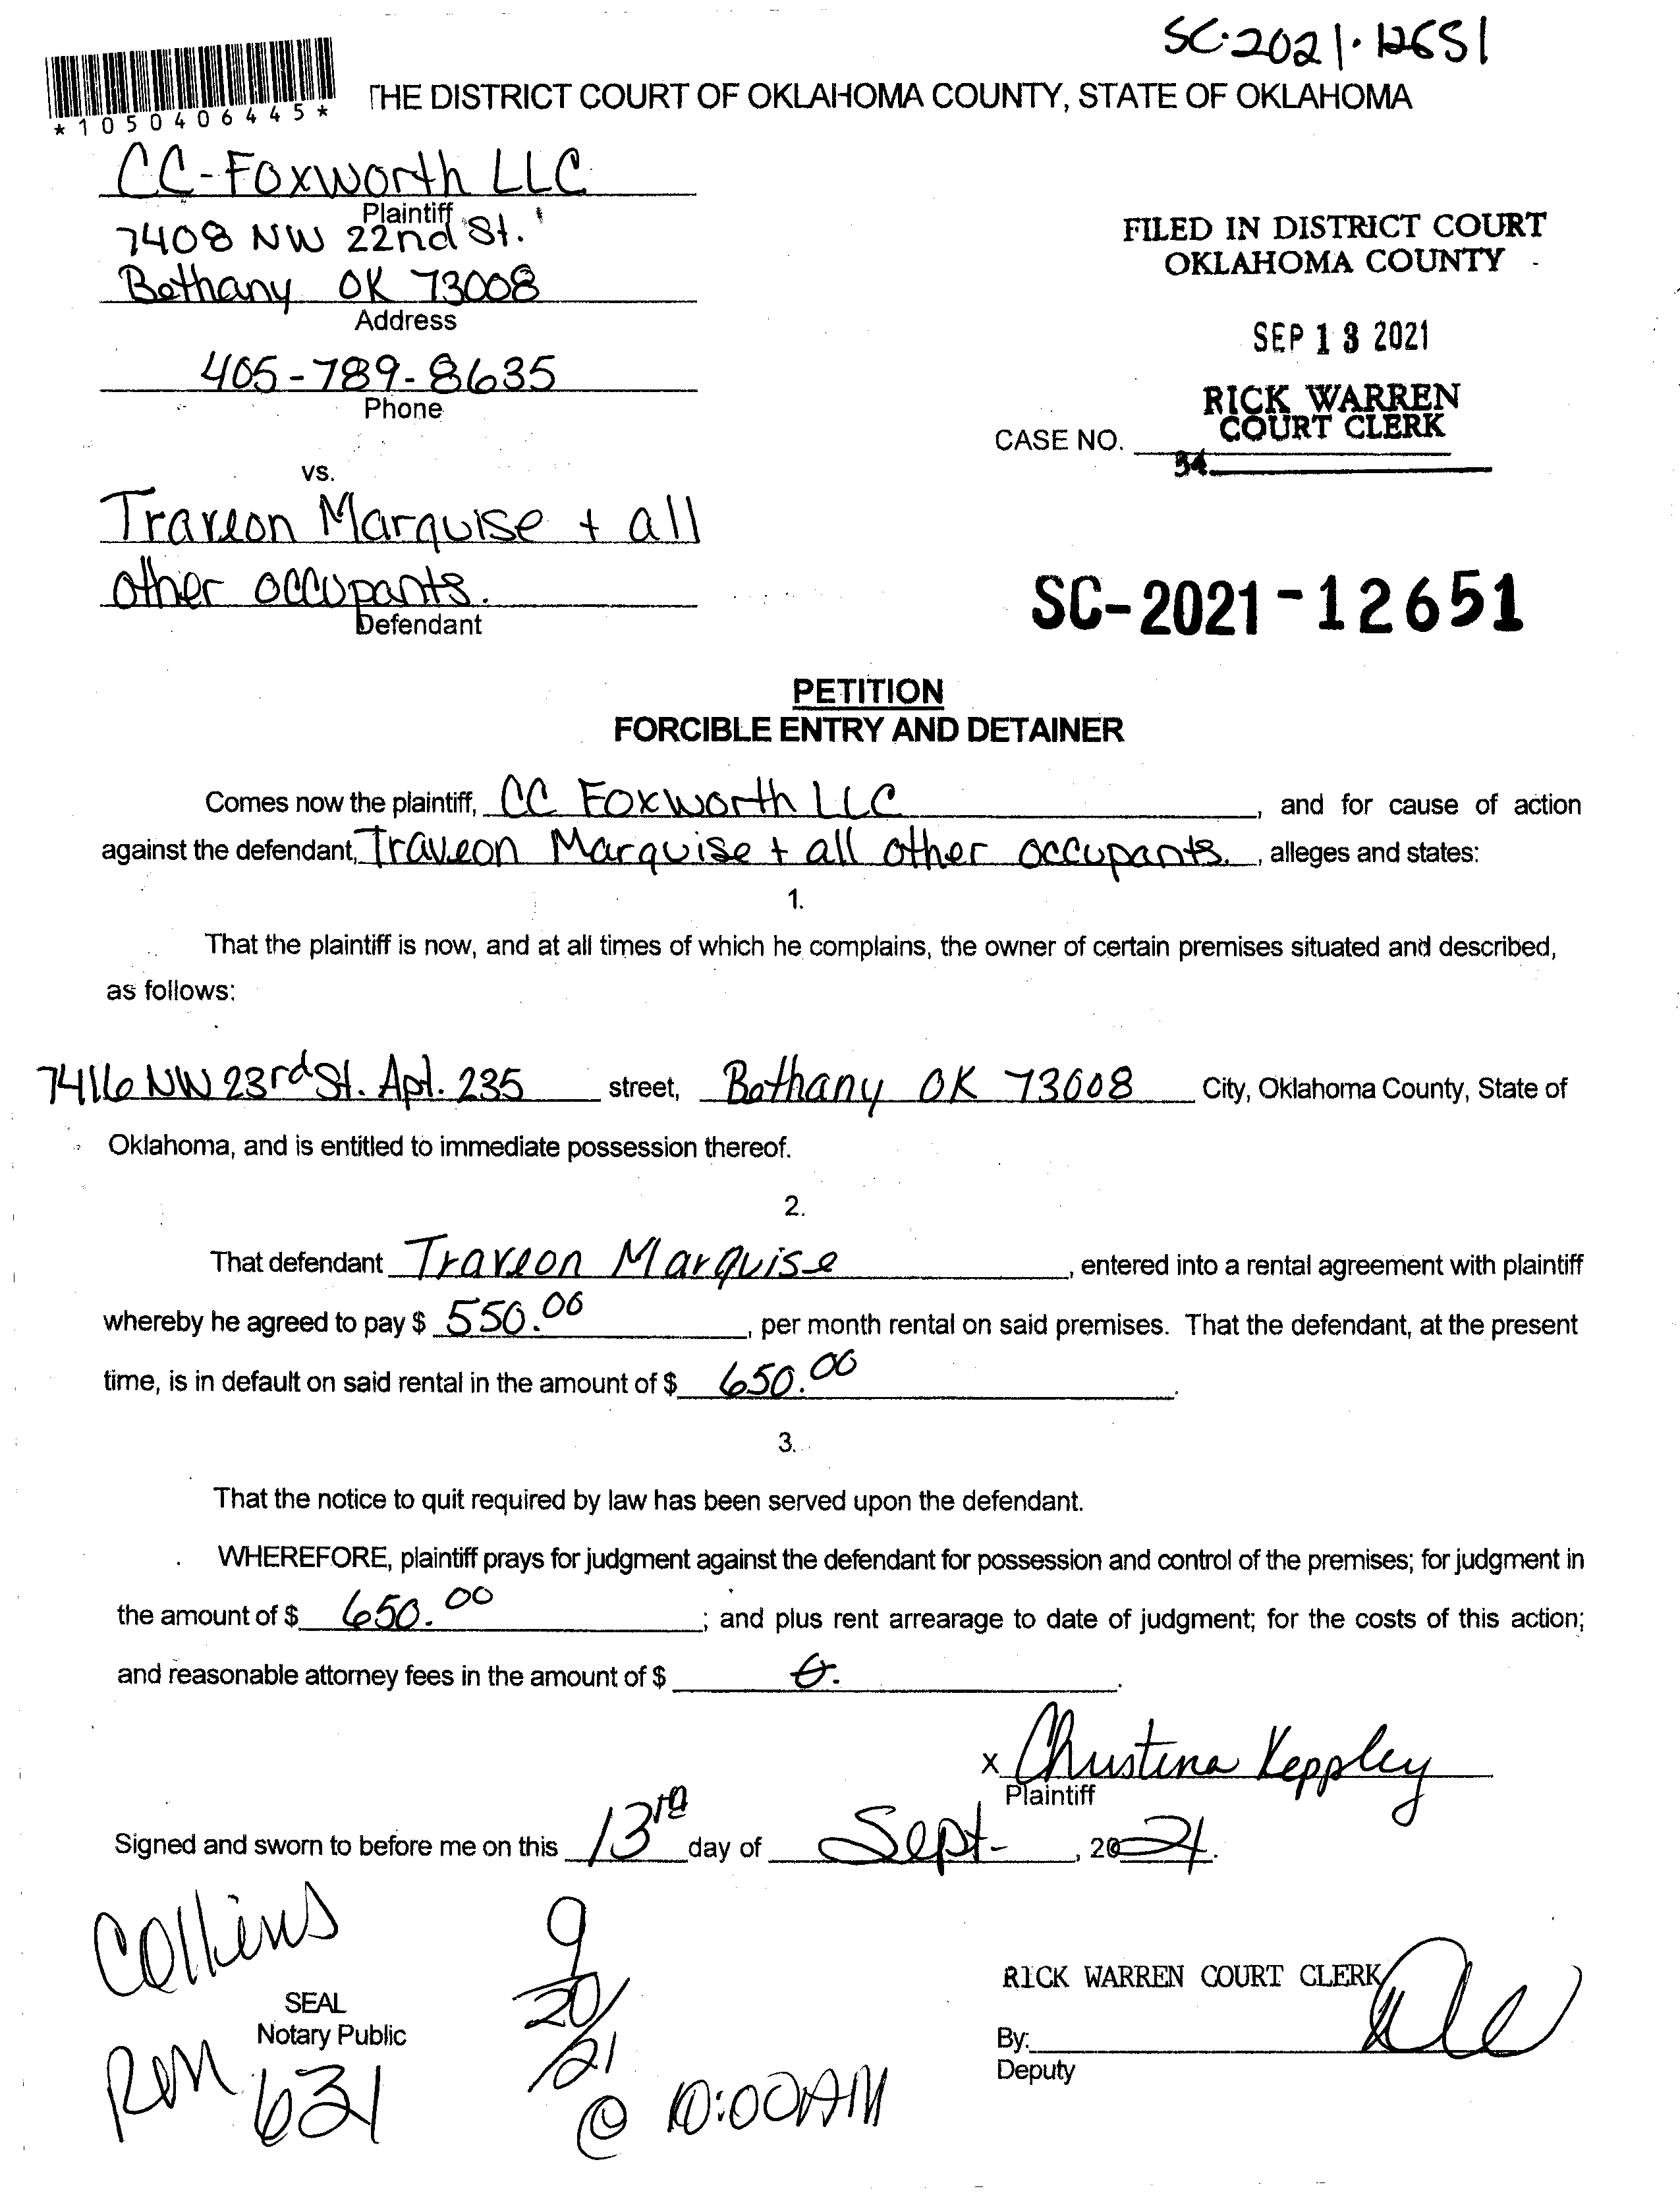 SC-2021-12651
*1050406445*
THE DISTRICT COURT OF OKLAHOMA COUNTY, STATE OF OKLAHOMA
CC-Foxworth LLC
Plaintiff
7408 NW 22nd St.
Bethany OK 73008
Address
405-789-8635
Phone
FILED IN DISTRICT COURT
OKLAHOMA COUNTY
SEP 13 2021
RICK WARREN
COURT CLERK
CASE NO.
34
vs.
Traveon Marquise + all
other occupants.
Defendant
SC-2021-12651
PETITION
FORCIBLE ENTRY AND DETAINER
Comes now the plaintiff, CC Foxworth LLC, and for cause of action
against the defendant, Traveon Marquise + all other occupants., alleges and states:
1.
That the plaintiff is now, and at all times of which he complains, the owner of certain premises situated and described,
as follows:
7416 NW 23rd St. Apt. 235 street, Bethany OK 73008 City, Oklahoma County, State of
Oklahoma, and is entitled to immediate possession thereof.
2.
That defendant Traveon Marquise, entered into a rental agreement with plaintiff
whereby he agreed to pay $ 550.00, per month rental on said premises. That the defendant, at the present
time, is in default on said rental in the amount of $ 650.00.
3.
That the notice to quit required by law has been served upon the defendant.
WHEREFORE, plaintiff prays for judgment against the defendant for possession and control of the premises; for judgment in
the amount of $ 650.00; and plus rent arrearage to date of judgment; for the costs of this action;
and reasonable attorney fees in the amount of $ 0.
x Christina Keppley
Plaintiff
Signed and sworn to before me on this 13th day of Sept-, 2021.
Collins
SEAL
Notary Public
Rm 631
9/20/21
@ 10:00AM
RICK WARREN COURT CLERK
By:
Deputy